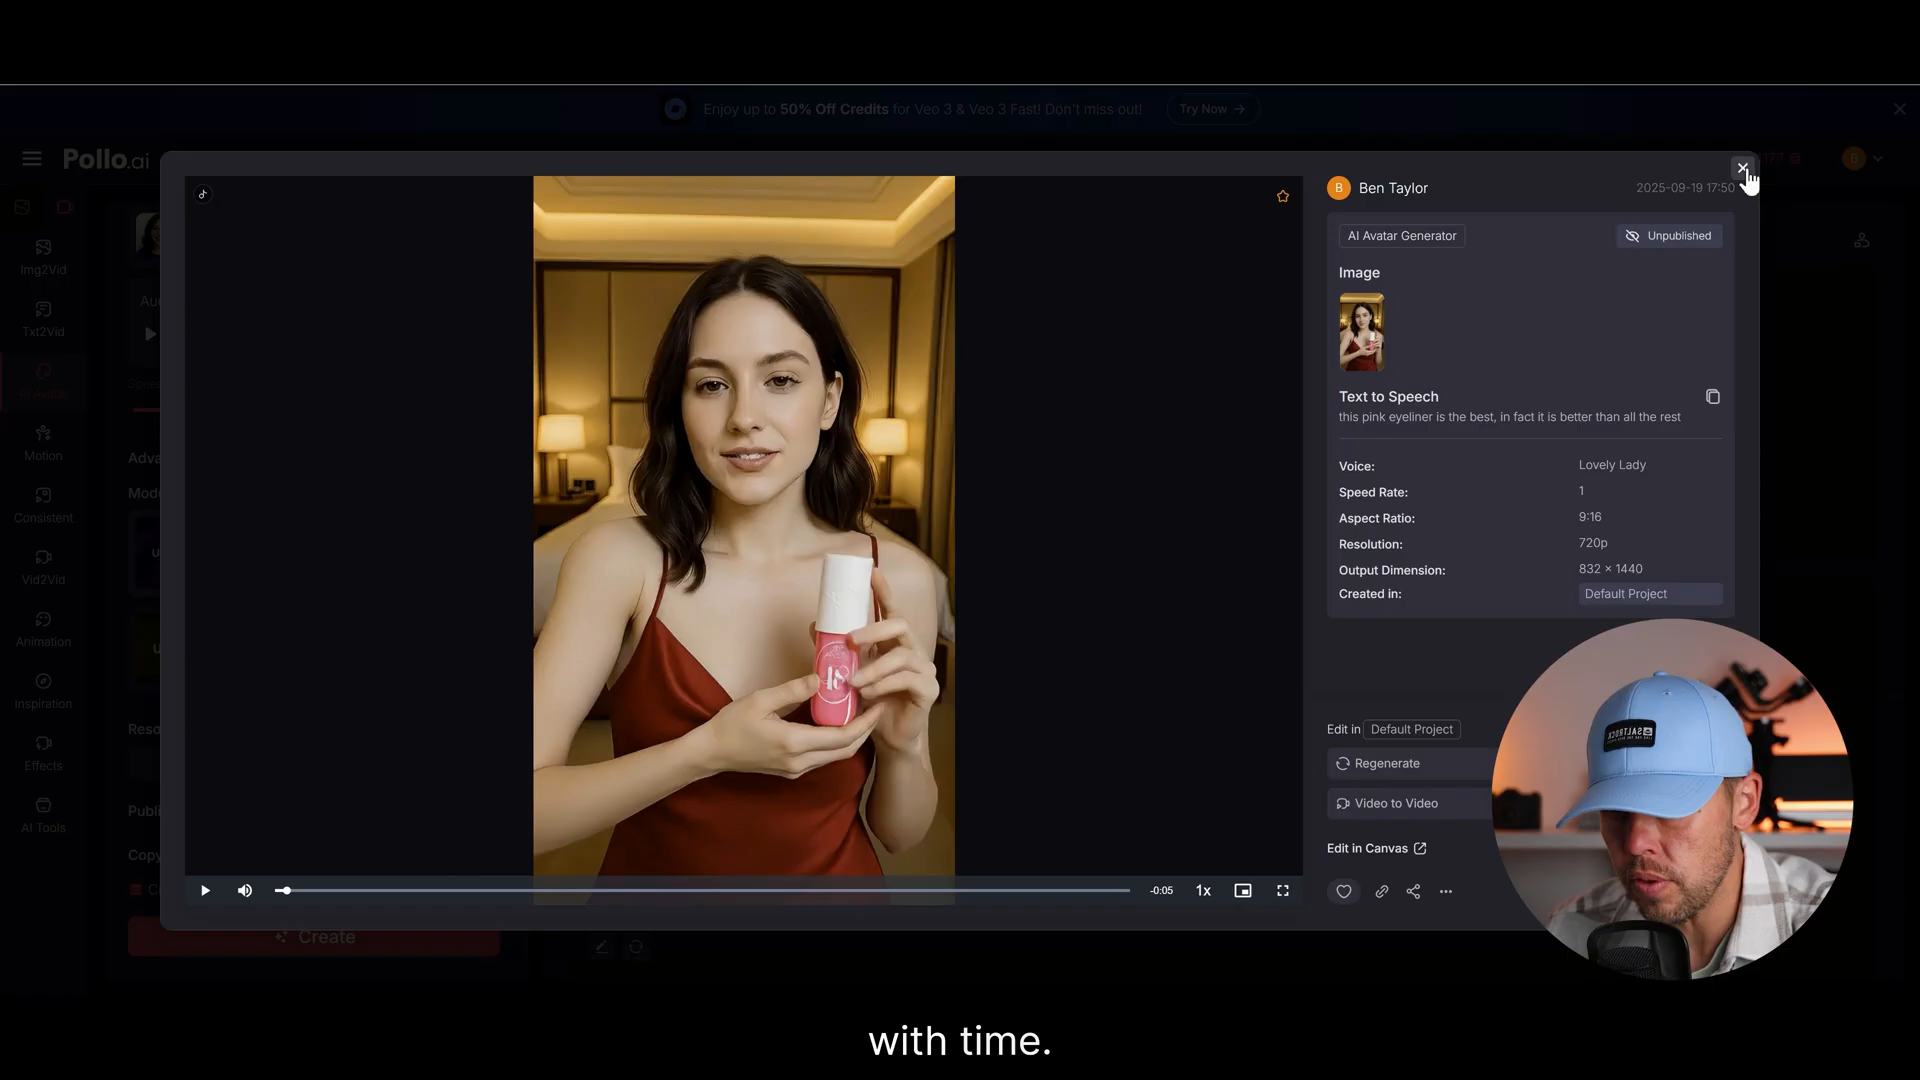 Enjoy up to 50% Off Credits for Veo 3 & Veo 3 Fast! Don't miss out!
Try Now →
Pollo.ai
B
Ben Taylor
2025-09-19 17:50
AI Avatar Generator
Unpublished
Image
Text to Speech
this pink eyeliner is the best, in fact it is better than all the rest
Voice:
Lovely Lady
Speed Rate:
1
Aspect Ratio:
9:16
Resolution:
720p
Output Dimension:
832 × 1440
Created in:
Default Project
Edit in Default Project
Regenerate
Video to Video
Edit in Canvas
Img2Vid
Txt2Vid
AI Avatar
Motion
Consistent
Vid2Vid
Animation
Inspiration
Effects
AI Tools
Create
-0:05
1x
SALTROCK
with time.